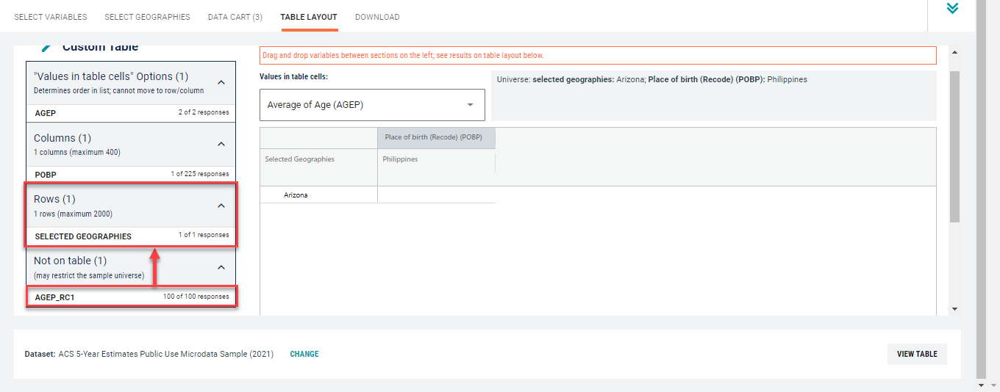 SELECT VARIABLES SELECT GEOGRAPHIES DATA CART (3) TABLE LAYOUT DOWNLOAD
Custom Table
"Values in table cells" Options (1)
Determines order in list; cannot move to row/column
AGEP 2 of 2 responses
Columns (1)
1 columns (maximum 400)
POBP 1 of 225 responses
Rows (1)
1 rows (maximum 2000)
SELECTED GEOGRAPHIES 1 of 1 responses
Not on table (1)
(may restrict the sample universe)
AGEP_RC1 100 of 100 responses
Drag and drop variables between sections on the left; see results on table layout below.
Values in table cells:
Average of Age (AGEP)
Universe: selected geographies: Arizona; Place of birth (Recode) (POBP): Philippines
Place of birth (Recode) (POBP)
Selected Geographies Philippines
Arizona
Dataset: ACS 5-Year Estimates Public Use Microdata Sample (2021) CHANGE
VIEW TABLE